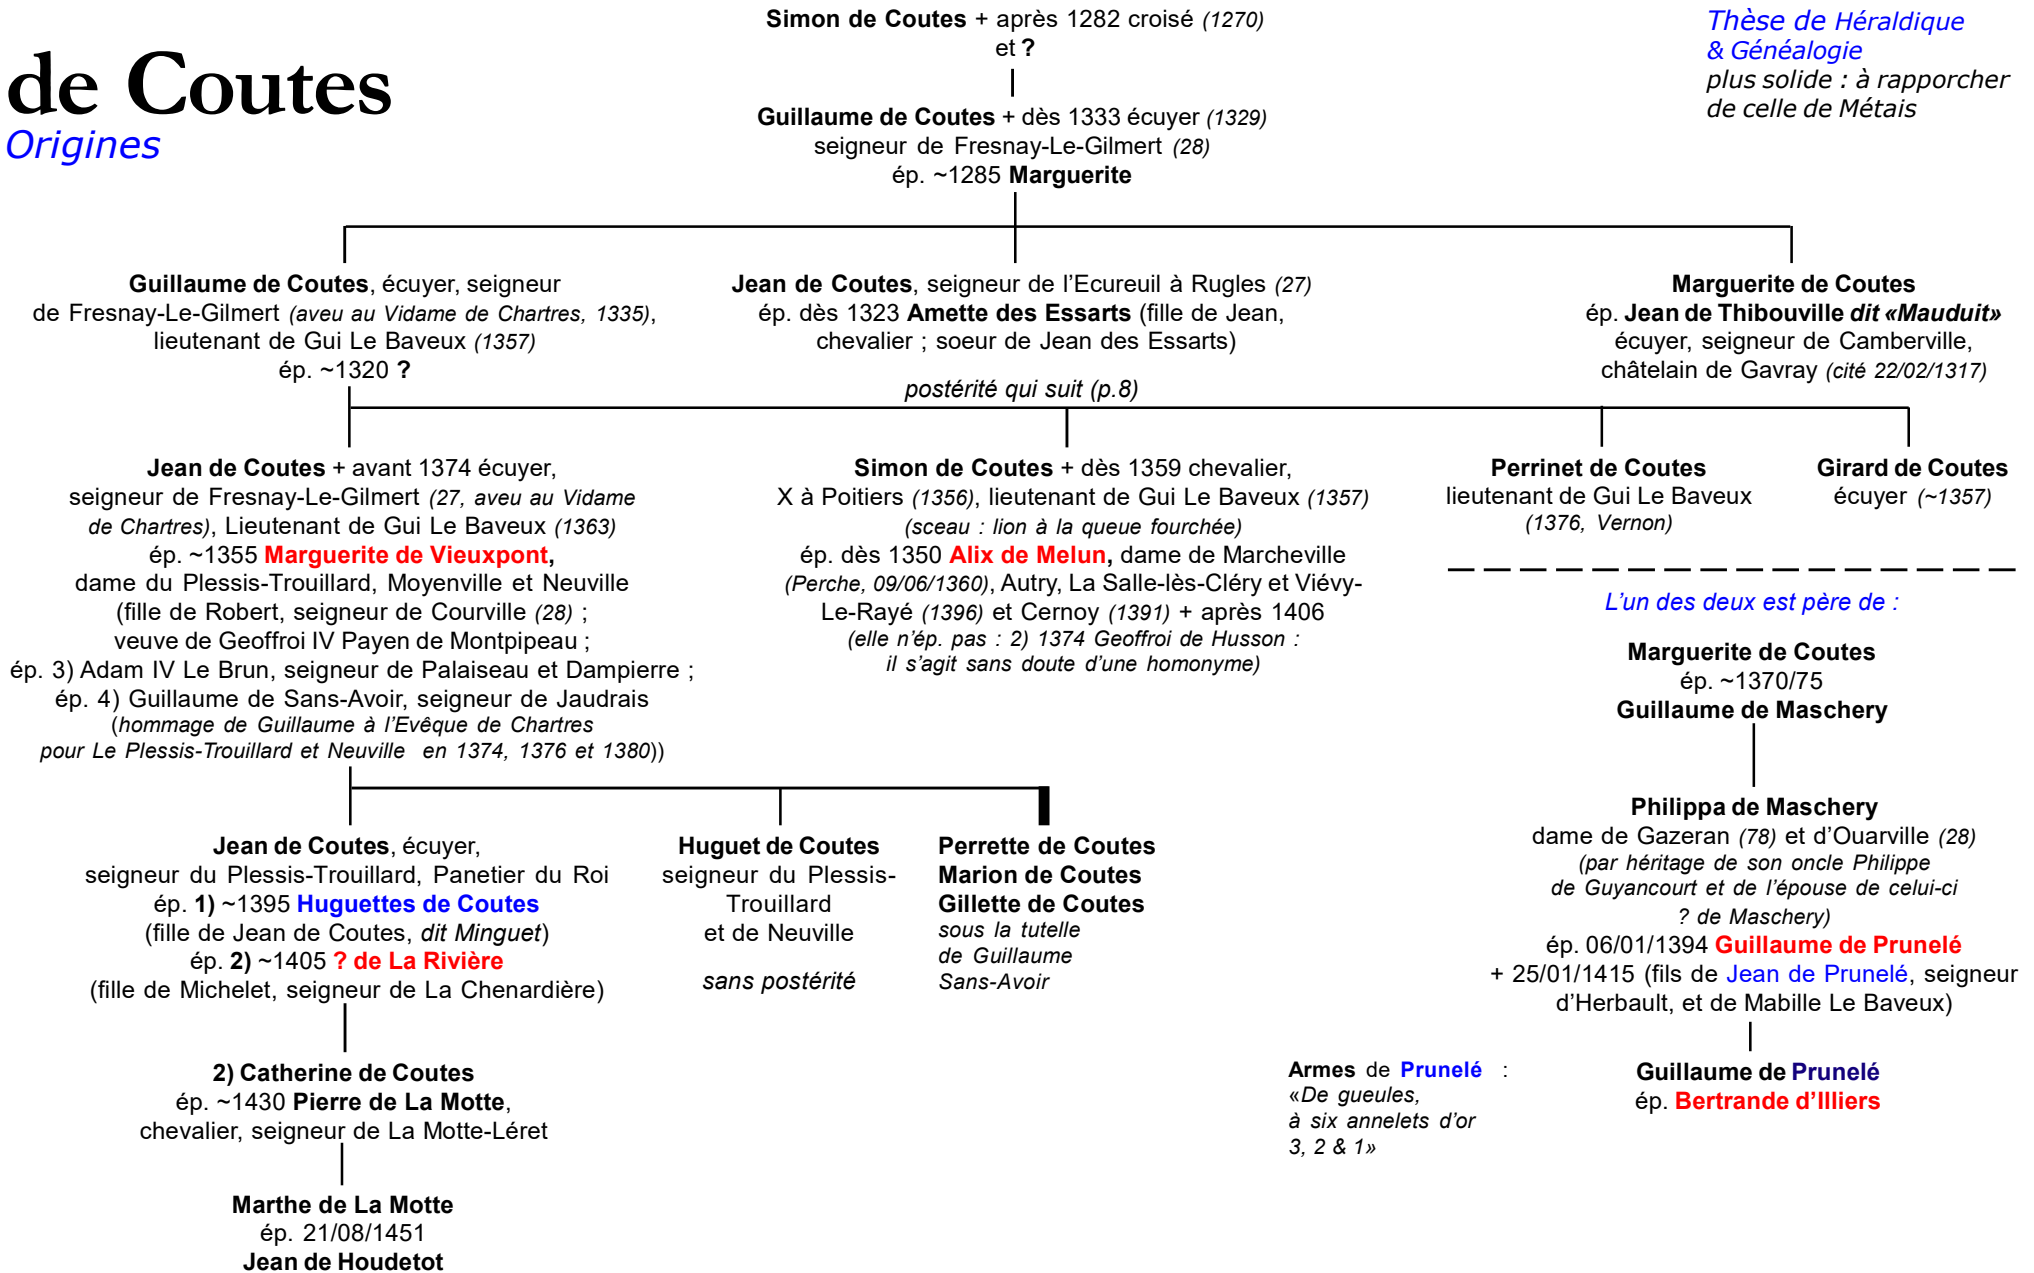 de Coutes
Origines
Simon de Coutes + après 1282 croisé (1270)
et ?
Thèse de Héraldique
& Généalogie
plus solide : à rapporcher
de celle de Métais
Guillaume de Coutes + dès 1333 écuyer (1329)
seigneur de Fresnay-Le-Gilmert (28)
ép. ~1285 Marguerite
Guillaume de Coutes, écuyer, seigneur
de Fresnay-Le-Gilmert (aveu au Vidame de Chartres, 1335),
lieutenant de Gui Le Baveux (1357)
ép. ~1320 ?
Jean de Coutes, seigneur de l'Ecureuil à Rugles (27)
ép. dès 1323 Amette des Essarts (fille de Jean,
chevalier ; soeur de Jean des Essarts)
postérité qui suit (p.8)
Marguerite de Coutes
ép. Jean de Thibouville dit «Mauduit»
écuyer, seigneur de Camberville,
châtelain de Gavray (cité 22/02/1317)
Jean de Coutes + avant 1374 écuyer,
seigneur de Fresnay-Le-Gilmert (27, aveu au Vidame
de Chartres), Lieutenant de Gui Le Baveux (1363)
ép. ~1355 Marguerite de Vieuxpont,
dame du Plessis-Trouillard, Moyenville et Neuville
(fille de Robert, seigneur de Courville (28) ;
veuve de Geoffroi IV Payen de Montpipeau ;
ép. 3) Adam IV Le Brun, seigneur de Palaiseau et Dampierre ;
ép. 4) Guillaume de Sans-Avoir, seigneur de Jaudrais
(hommage de Guillaume à l'Evêque de Chartres
pour Le Plessis-Trouillard et Neuville en 1374, 1376 et 1380))
Simon de Coutes + dès 1359 chevalier,
X à Poitiers (1356), lieutenant de Gui Le Baveux (1357)
(sceau : lion à la queue fourchée)
ép. dès 1350 Alix de Melun, dame de Marcheville
(Perche, 09/06/1360), Autry, La Salle-lès-Cléry et Viévy-
Le-Rayé (1396) et Cernoy (1391) + après 1406
(elle n'ép. pas : 2) 1374 Geoffroi de Husson :
il s'agit sans doute d'une homonyme)
Perrinet de Coutes
lieutenant de Gui Le Baveux
(1376, Vernon)
Girard de Coutes
écuyer (~1357)
L'un des deux est père de :
Marguerite de Coutes
ép. ~1370/75
Guillaume de Maschery
Philippa de Maschery
dame de Gazeran (78) et d'Ouarville (28)
(par héritage de son oncle Philippe
de Guyancourt et de l'épouse de celui-ci
? de Maschery)
ép. 06/01/1394 Guillaume de Prunelé
+ 25/01/1415 (fils de Jean de Prunelé, seigneur
d'Herbault, et de Mabille Le Baveux)
Jean de Coutes, écuyer,
seigneur du Plessis-Trouillard, Panetier du Roi
ép. 1) ~1395 Huguettes de Coutes
(fille de Jean de Coutes, dit Minguet)
ép. 2) ~1405 ? de La Rivière
(fille de Michelet, seigneur de La Chenardière)
Huguet de Coutes
seigneur du Plessis-
Trouillard
et de Neuville
sans postérité
Perrette de Coutes
Marion de Coutes
Gillette de Coutes
sous la tutelle
de Guillaume
Sans-Avoir
2) Catherine de Coutes
ép. ~1430 Pierre de La Motte,
chevalier, seigneur de La Motte-Léret
Armes de Prunelé :
«De gueules,
à six annelets d'or
3, 2 & 1»
Guillaume de Prunelé
ép. Bertrande d'Illiers
Marthe de La Motte
ép. 21/08/1451
Jean de Houdetot